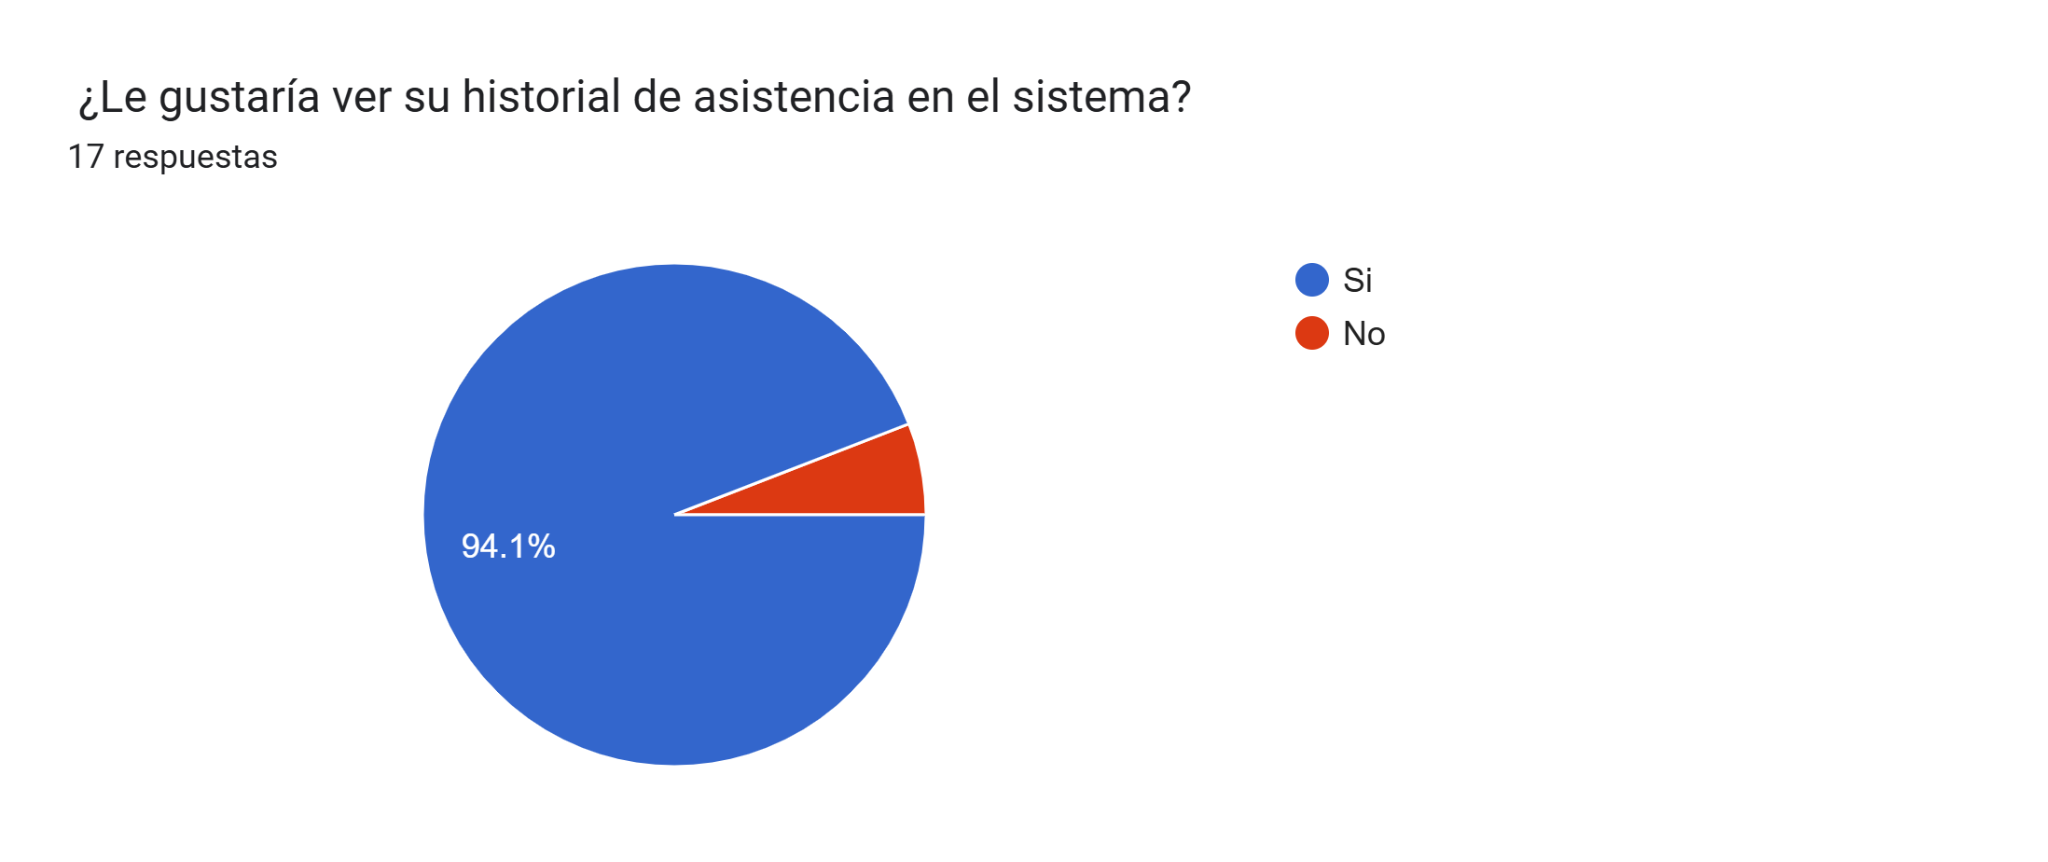 ¿Le gustaría ver su historial de asistencia en el sistema?
17 respuestas
Si
No
94.1%